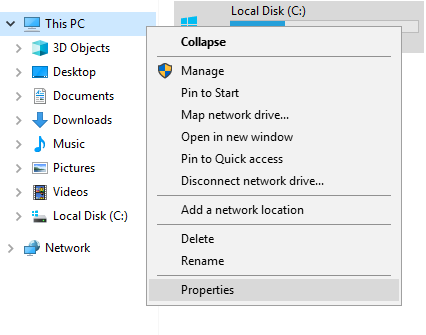 This PC
3D Objects
Desktop
Documents
Downloads
Music
Pictures
Videos
Local Disk (C:)
Network
Local Disk (C:)
Collapse
Manage
Pin to Start
Map network drive...
Open in new window
Pin to Quick access
Disconnect network drive...
Add a network location
Delete
Rename
Properties